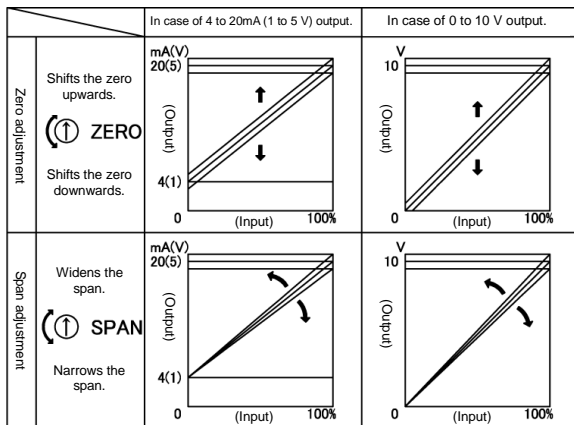 In case of 4 to 20mA (1 to 5 V) output.
In case of 0 to 10 V output.
Zero adjustment
Shifts the zero
upwards.
ZERO
Shifts the zero
downwards.
mA(V)
20(5)
(Output)
4(1)
0
(Input)
100%
V
10
(Output)
0
(Input)
100%
Span adjustment
Widens the
span.
SPAN
Narrows the
span.
mA(V)
20(5)
(Output)
4(1)
0
(Input)
100%
V
10
(Output)
0
(Input)
100%